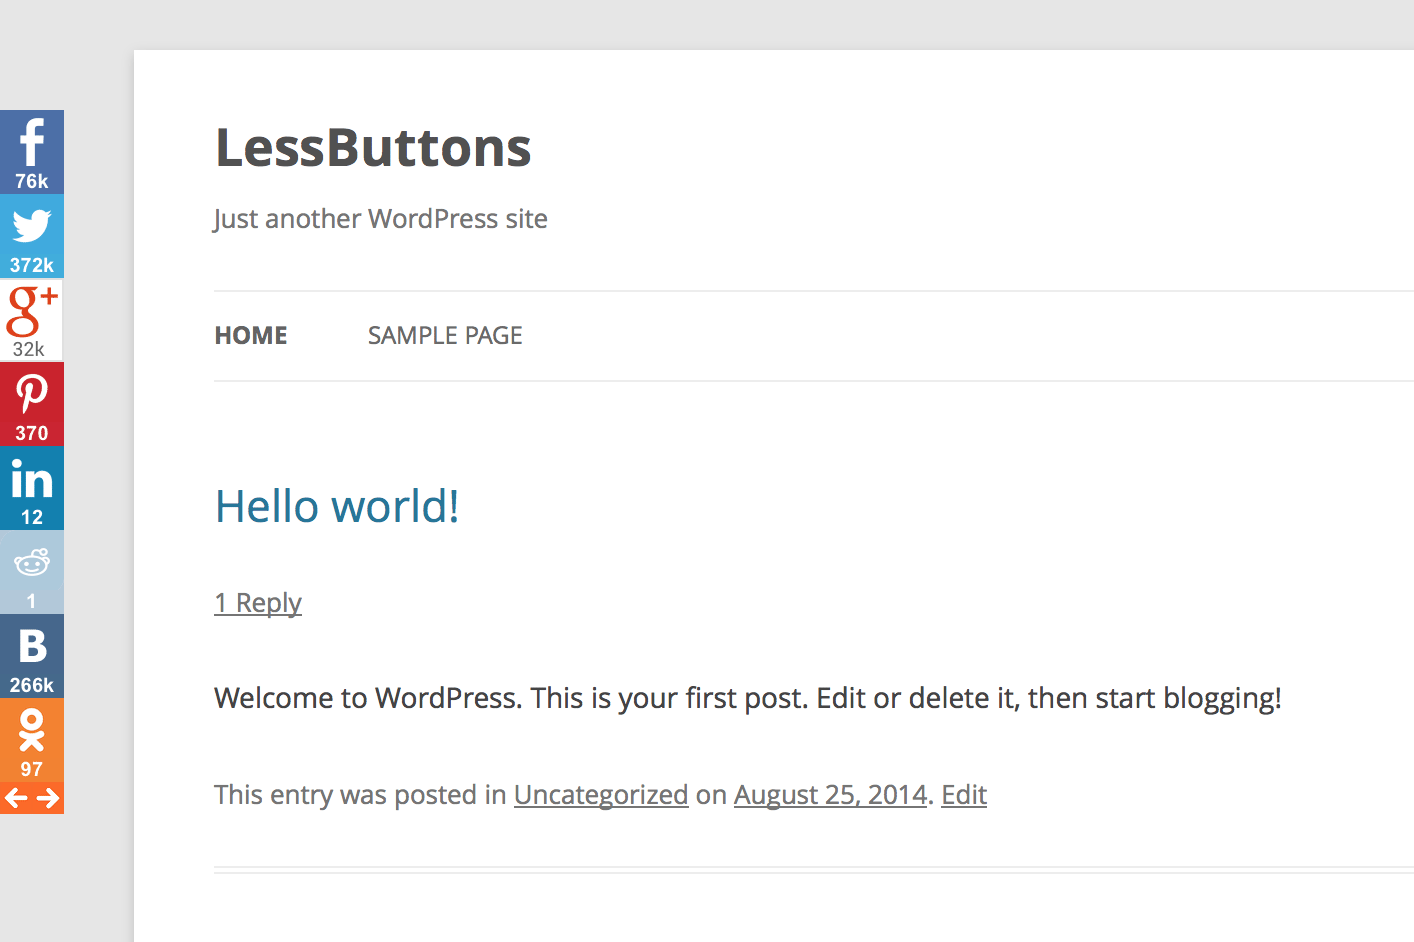 76k
372k
g+
32k
370
in
12
1
B
266k
97
LessButtons
Just another WordPress site
HOME SAMPLE PAGE
Hello world!
1 Reply
Welcome to WordPress. This is your first post. Edit or delete it, then start blogging!
This entry was posted in Uncategorized on August 25, 2014. Edit